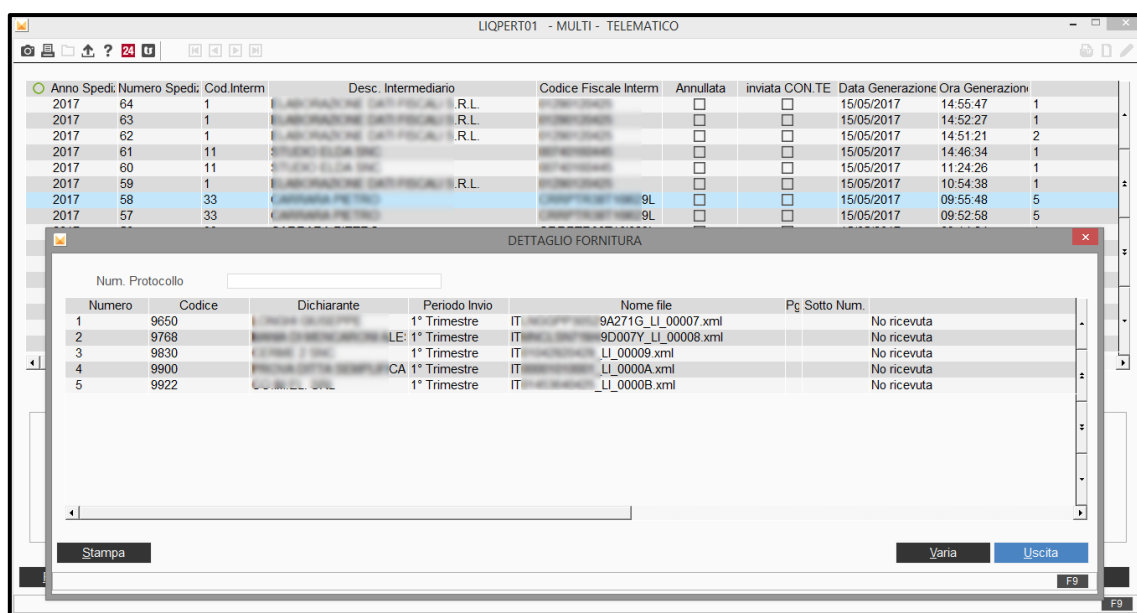 LIQPERT01 - MULTI - TELEMATICO
? 24
Anno Spedi: Numero Spedi: Cod.Interm Desc. Intermediario Codice Fiscale Interm Annullata inviata CON.TE Data Generazione Ora Generazion
2017 64 1 S.R.L. 15/05/2017 14:55:47 1
2017 63 1 S.R.L. 15/05/2017 14:52:27 1
2017 62 1 S.R.L. 15/05/2017 14:51:21 2
2017 61 11 15/05/2017 14:46:34 1
2017 60 11 15/05/2017 11:24:26 1
2017 59 1 .R.L. 15/05/2017 10:54:38 1
2017 58 33 9L 15/05/2017 09:55:48 5
2017 57 33 9L 15/05/2017 09:52:58 5
DETTAGLIO FORNITURA
Num. Protocollo
Numero Codice Dichiarante Periodo Invio Nome file Pg Sotto Num.
1 9650 1° Trimestre IT 9A271G_LI_00007.xml No ricevuta
2 9768 LE: 1° Trimestre IT 9D007Y_LI_00008.xml No ricevuta
3 9830 1° Trimestre IT _LI_00009.xml No ricevuta
4 9900 CA 1° Trimestre IT _LI_0000A.xml No ricevuta
5 9922 1° Trimestre IT _LI_0000B.xml No ricevuta
Stampa Varia Uscita
F9
F9